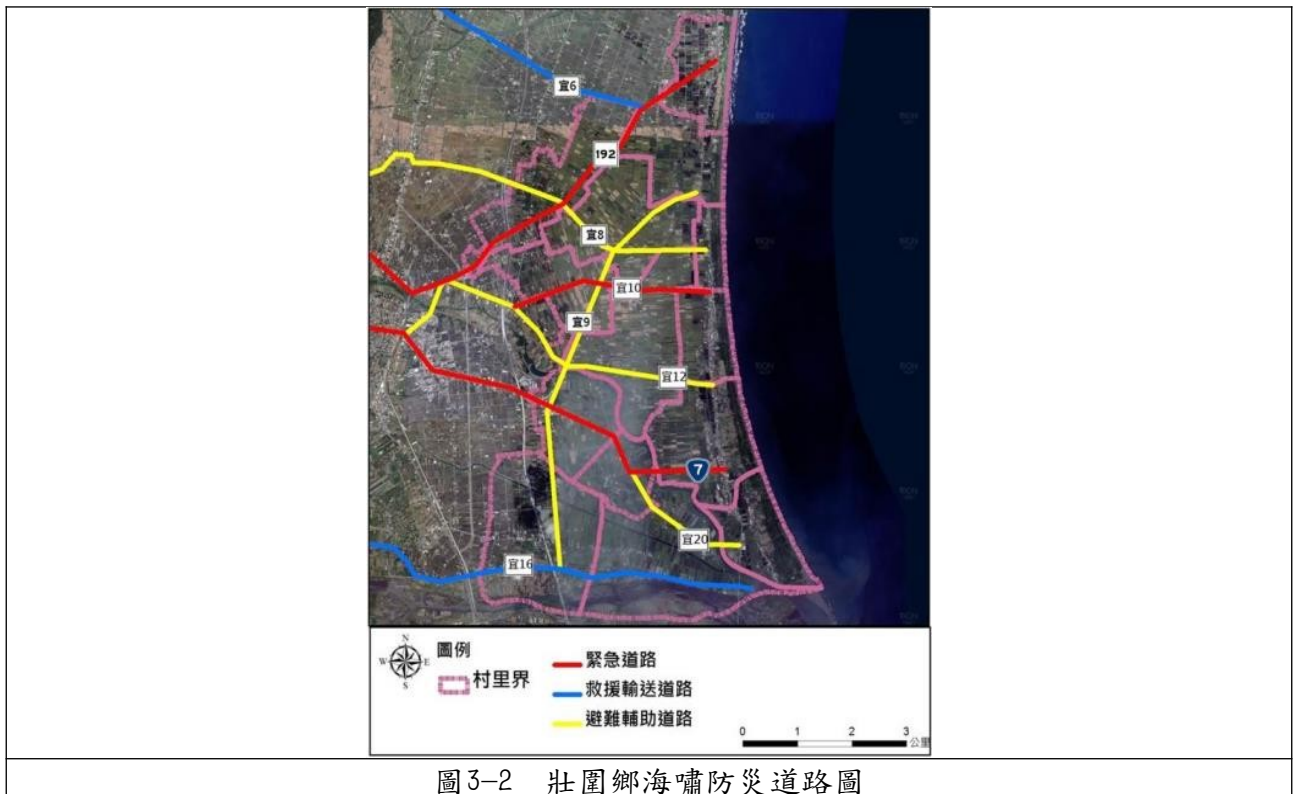 宜6
192
宜8
宜10
宜9
宜12
7
宜20
宜16
N
W E
S
圖例
村里界
緊急道路
救援輸送道路
避難輔助道路
0 1 2 3
公里
圖3-2 壯圍鄉海嘯防災道路圖